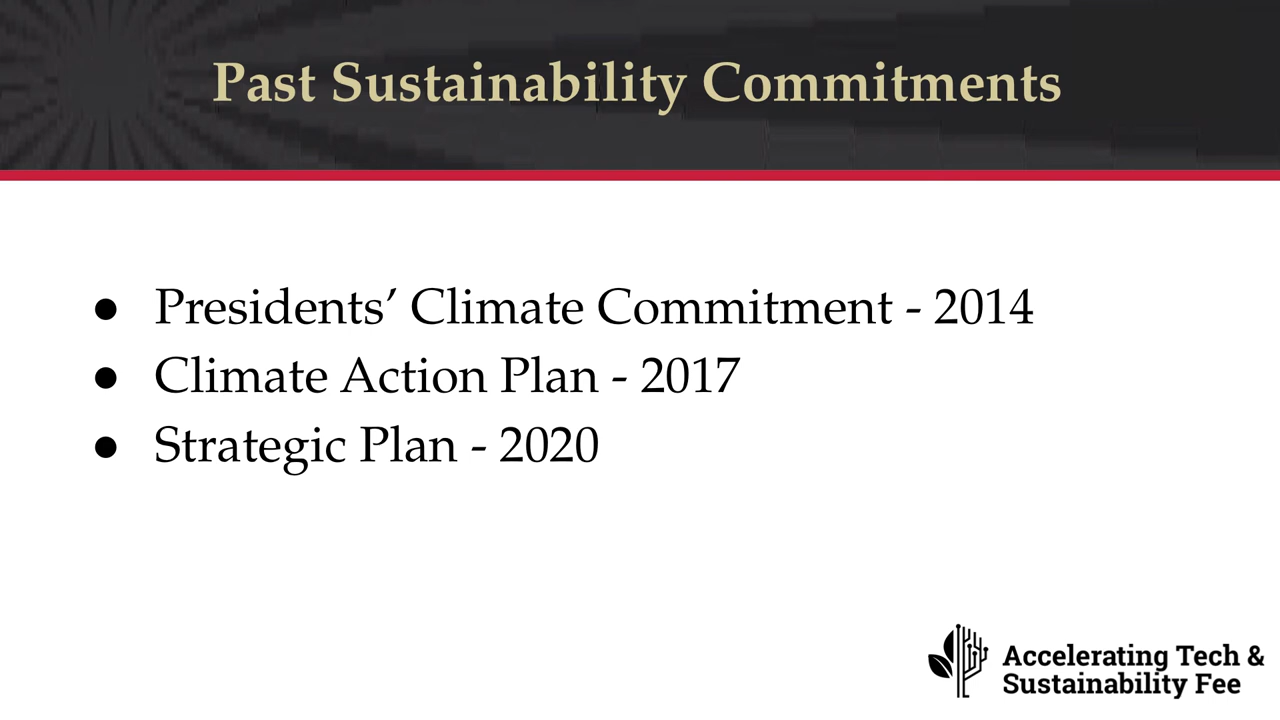 Past Sustainability Commitments
● Presidents’ Climate Commitment - 2014
● Climate Action Plan - 2017
● Strategic Plan - 2020
Accelerating Tech &
Sustainability Fee